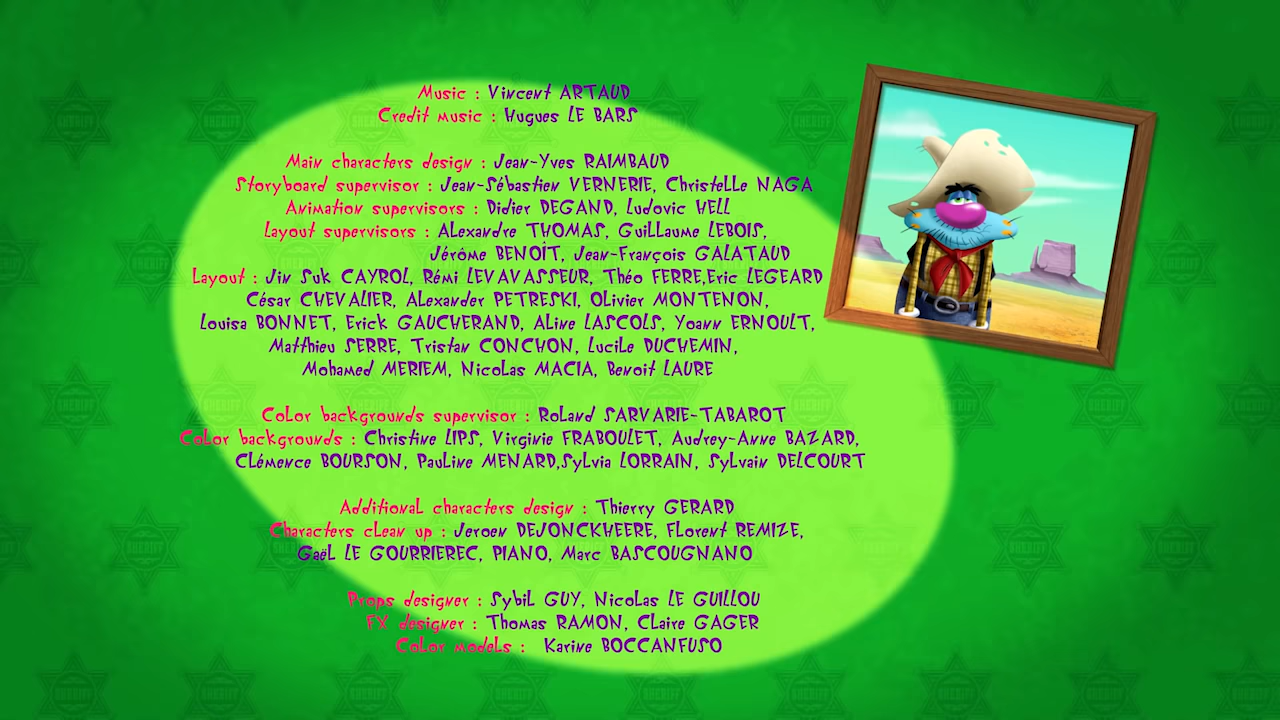 Music : Vincent ARTAUD
Credit music : Hugues LE BARS
Main characters design : Jean-Yves RAIMBAUD
Storyboard supervisor : Jean-Sébastien VERNERIE, Christelle NAGA
Animation supervisors : Didier DEGAND, Ludovic HELL
Layout supervisors : Alexandre THOMAS, Guillaume LEBOIS,
Jérôme BENOÎT, Jean-François GALATAUD
Layout : Jin Suk CAYROL, Rémi LEVAVASSEUR, Théo FERRE,Eric LEGEARD
César CHEVALIER, Alexander PETRESKI, Olivier MONTENON,
Louisa BONNET, Erick GAUCHERAND, Aline LASCOLS, Yoann ERNOULT,
Matthieu SERRE, Tristan CONCHON, Lucile DUCHEMIN,
Mohamed MERIEM, Nicolas MACIA, Benoit LAURE
Color backgrounds supervisor : Roland SARVARIE-TABAROT
Color backgrounds : Christine LIPS, Virginie FRABOULET, Audrey-Anne BAZARD,
Clémence BOURSON, Pauline MENARD,Sylvia LORRAIN, Sylvain DELCOURT
Additional characters design : Thierry GERARD
Characters clean up : Jeroen DEJONCKHEERE, Florent REMIZE,
Gaël LE GOURRIEREC, PIANO, Marc BASCOUGNANO
Props designer : Sybil GUY, Nicolas LE GUILLOU
FX designer : Thomas RAMON, Claire GAGER
Color models : Karine BOCCANFUSO